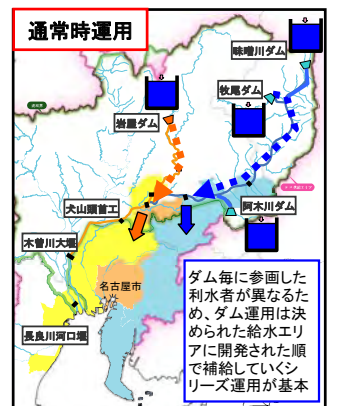 通常時運用
味噌川ダム
牧尾ダム
岩屋ダム
犬山頭首工
阿木川ダム
木曽川大堰
名古屋市
長良川河口堰
ダム毎に参画した
利水者が異なるた
め、ダム運用は決
められた給水エリ
アに開発された順
で補給していくシ
リーズ運用が基本